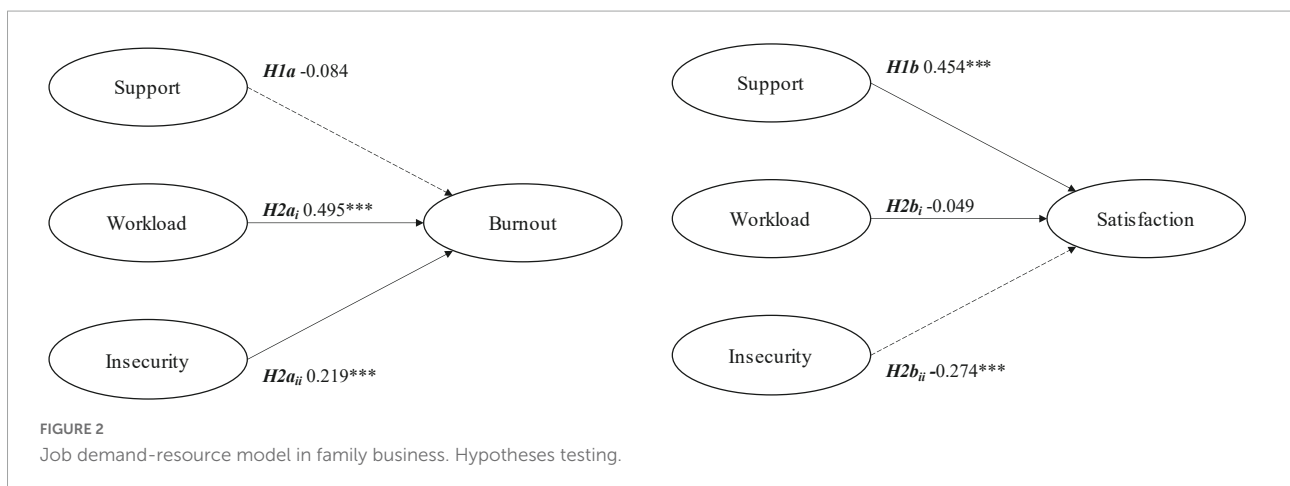 H1a -0.084
Support
Workload
H2ai 0.495***
Burnout
Insecurity
H2aii 0.219***
H1b 0.454***
Support
Workload
H2bi -0.049
Satisfaction
Insecurity
H2bii -0.274***
FIGURE 2
Job demand-resource model in family business. Hypotheses testing.